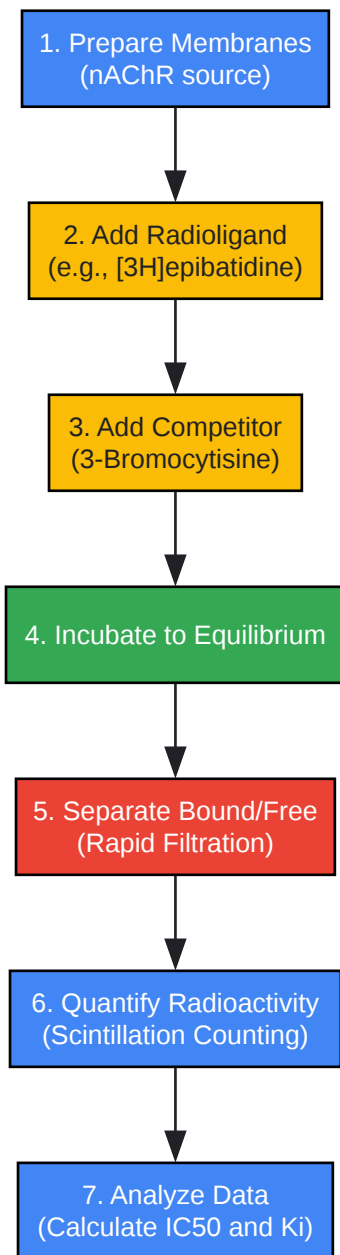 1. Prepare Membranes
(nAChR source)
2. Add Radioligand
(e.g., [3H]epibatidine)
3. Add Competitor
(3-Bromocytisine)
4. Incubate to Equilibrium
5. Separate Bound/Free
(Rapid Filtration)
6. Quantify Radioactivity
(Scintillation Counting)
7. Analyze Data
(Calculate IC50 and Ki)